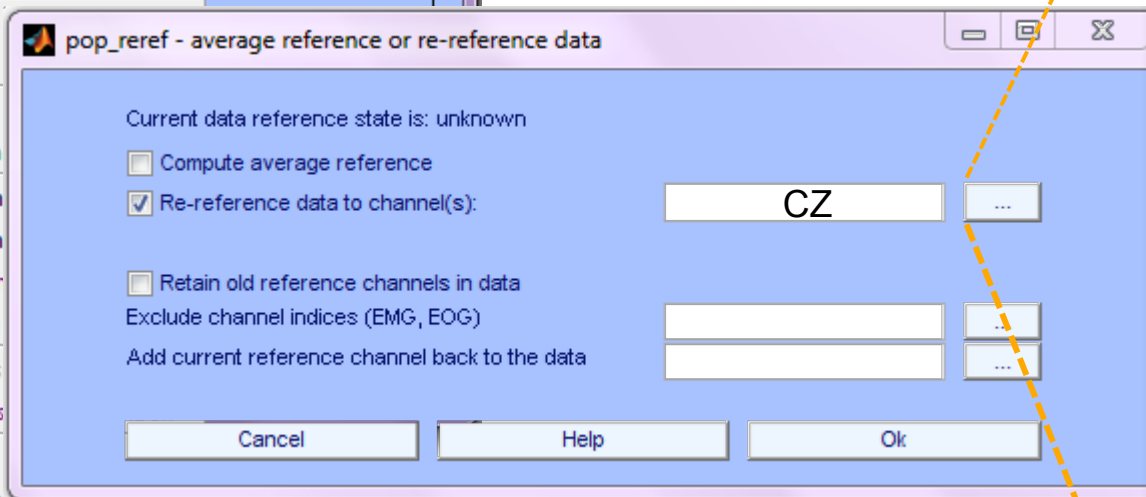 pop_reref - average reference or re-reference data
Current data reference state is: unknown
Compute average reference
Re-reference data to channel(s): CZ ...
Retain old reference channels in data
Exclude channel indices (EMG, EOG) ...
Add current reference channel back to the data ...
Cancel Help Ok